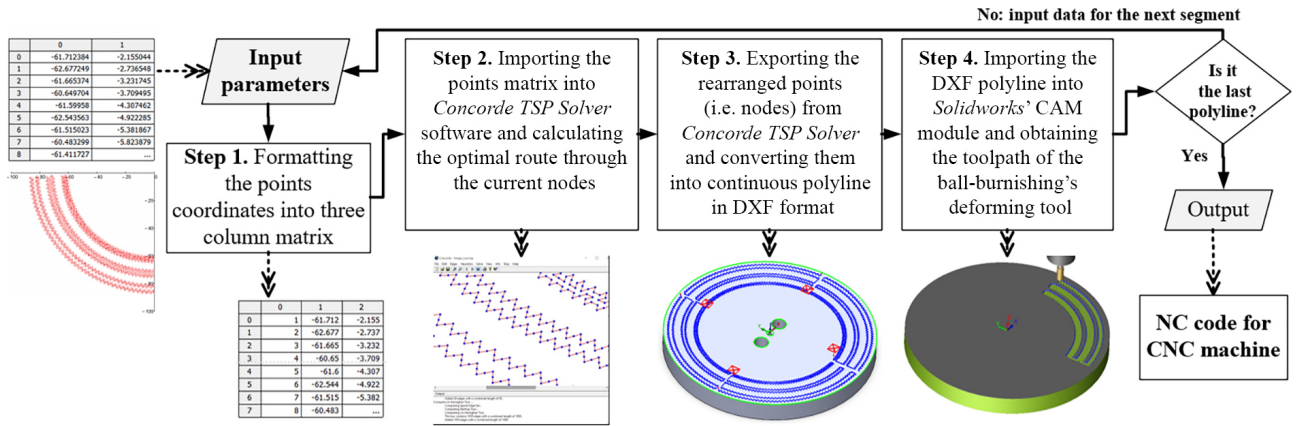 No: input data for the next segment
0 1
0 -61.712384 -2.155044
1 -62.677249 -2.736548
2 -61.665374 -3.231745
3 -60.649704 -3.709495
4 -61.59958 -4.307462
5 -62.543563 -4.922285
6 -61.515023 -5.381867
7 -60.483299 -5.823879
8 -61.411727 ...
Input
parameters
Step 1. Formatting
the points
coordinates into three
column matrix
Step 2. Importing the
points matrix into
Concorde TSP Solver
software and calculating
the optimal route through
the current nodes
Step 3. Exporting the
rearranged points
(i.e. nodes) from
Concorde TSP Solver
and converting them
into continuous polyline
in DXF format
Step 4. Importing the
DXF polyline into
Solidworks’ CAM
module and obtaining
the toolpath of the
ball-burnishing’s
deforming tool
Is it
the last
polyline?
Yes
Output
NC code for
CNC machine
0 1 2
0 1 -61.712 -2.155
1 2 -62.677 -2.737
2 3 -61.665 -3.232
3 4 -60.65 -3.709
4 5 -61.6 -4.307
5 6 -62.544 -4.922
6 7 -61.515 -5.382
7 8 -60.483 ...